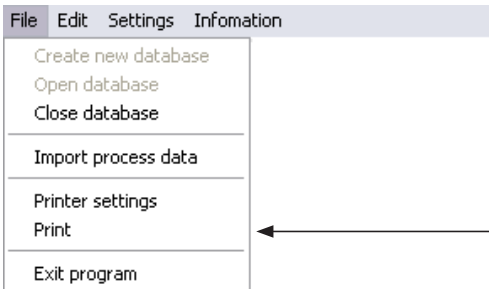 File Edit Settings Infomation
Create new database
Open database
Close database
Import process data
Printer settings
Print
Exit program